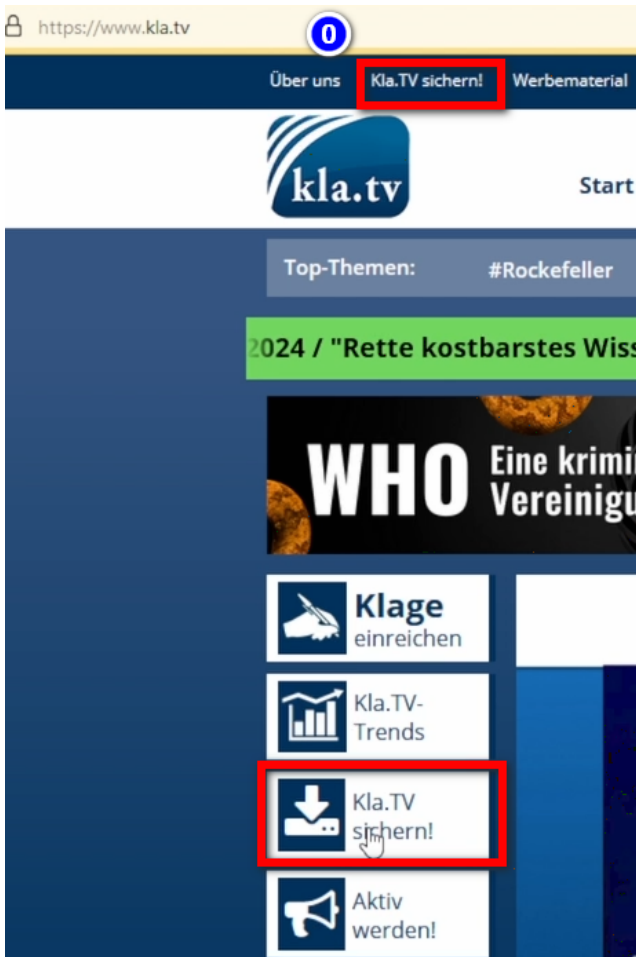 https://www.kla.tv
0
Über uns Kla.TV sichern! Werbematerial
kla.tv
Start
Top-Themen: #Rockefeller
2024 / "Rette kostbarstes Wiss
WHO
Eine krimi
Vereinigu
Klage
einreichen
Kla.TV-
Trends
Kla.TV
sichern!
Aktiv
werden!